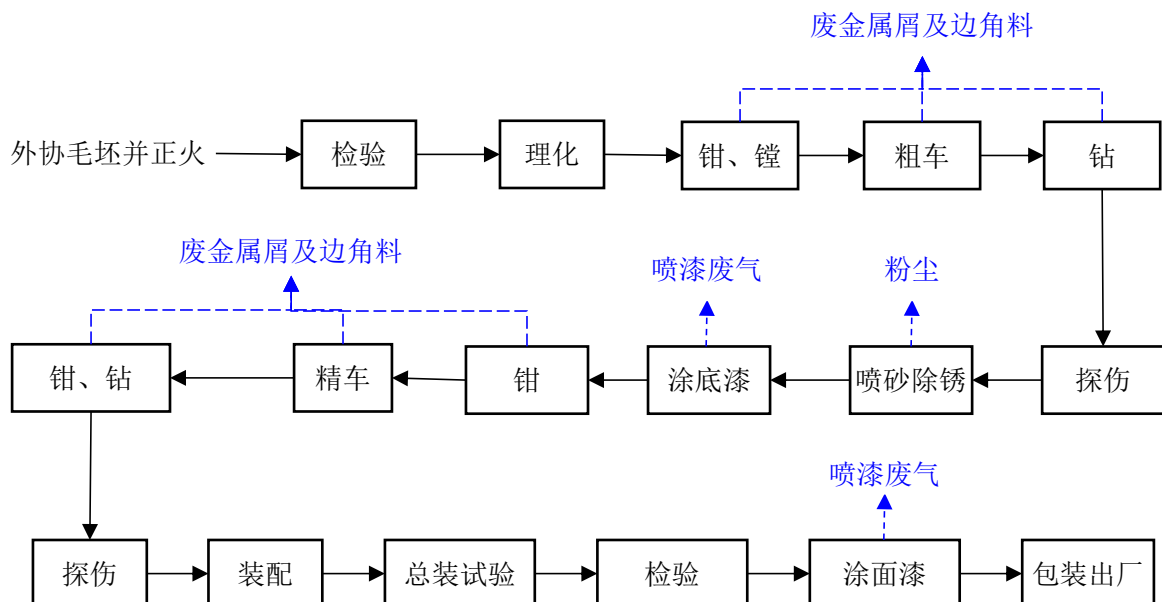 废金属屑及边角料
外协毛坯并正火
检验
理化
钳、镗
粗车
钻
废金属屑及边角料
喷漆废气
粉尘
钳、钻
精车
钳
涂底漆
喷砂除锈
探伤
喷漆废气
探伤
装配
总装试验
检验
涂面漆
包装出厂